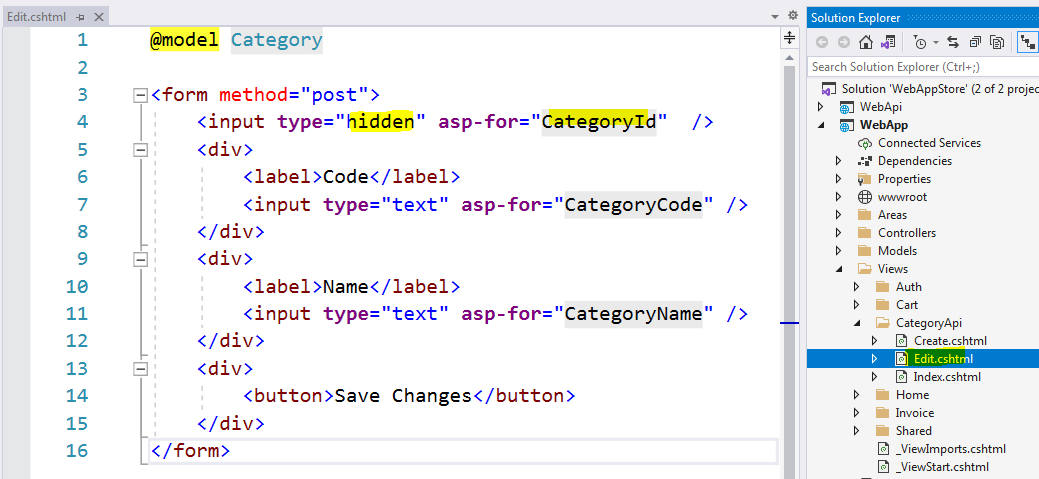 Edit.cshtml
1 @model Category
2
3 <form method="post">
4 <input type="hidden" asp-for="CategoryId" />
5 <div>
6 <label>Code</label>
7 <input type="text" asp-for="CategoryCode" />
8 </div>
9 <div>
10 <label>Name</label>
11 <input type="text" asp-for="CategoryName" />
12 </div>
13 <div>
14 <button>Save Changes</button>
15 </div>
16 </form>
Solution Explorer
Search Solution Explorer (Ctrl+;)
Solution 'WebAppStore' (2 of 2 projec
WebApi
WebApp
Connected Services
Dependencies
Properties
wwwroot
Areas
Controllers
Models
Views
Auth
Cart
CategoryApi
Create.cshtml
Edit.cshtml
Index.cshtml
Home
Invoice
Shared
_ViewImports.cshtml
_ViewStart.cshtml